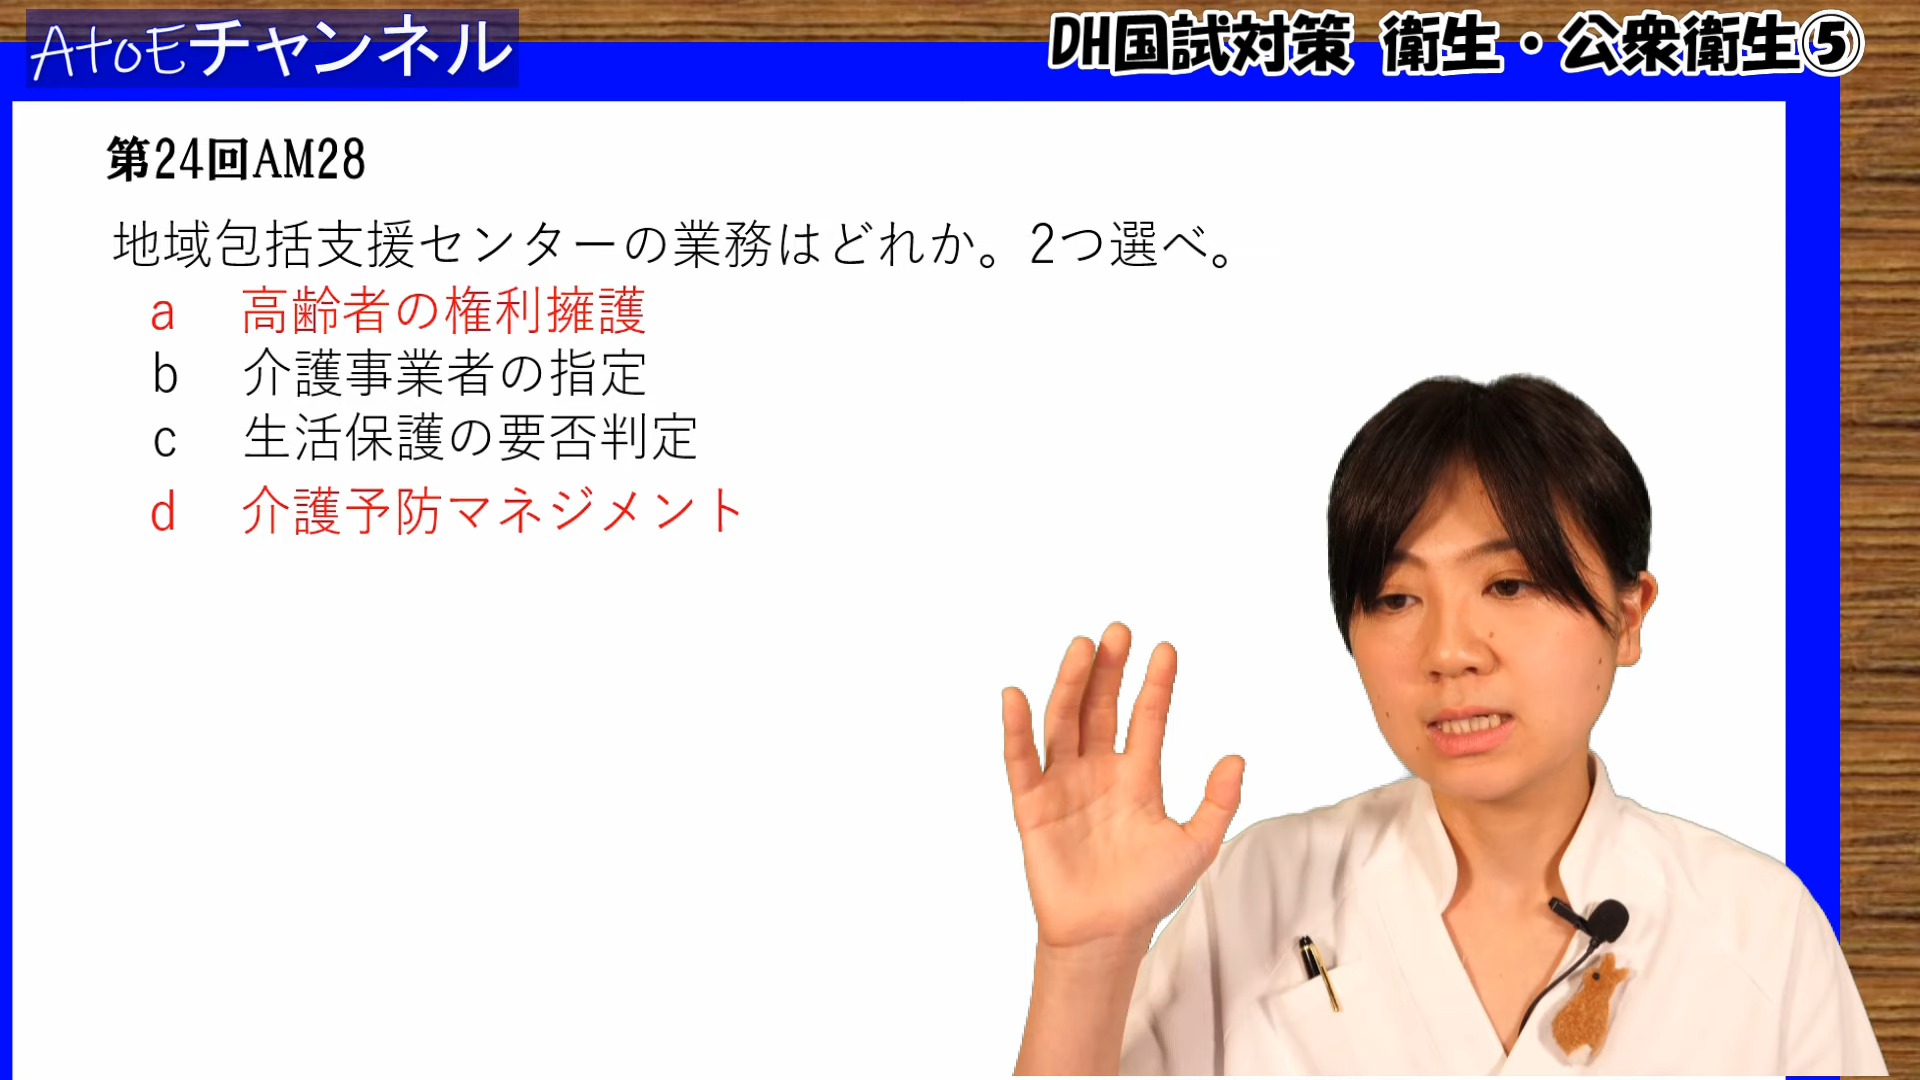 AtoEチャンネル
DH国試対策 衛生・公衆衛生⑤
第24回AM28
地域包括支援センターの業務はどれか。2つ選べ。
a 高齢者の権利擁護
b 介護事業者の指定
c 生活保護の要否判定
d 介護予防マネジメント